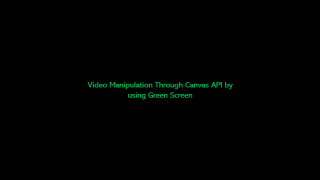 Video Manipulation Through Canvas API by
using Green Screen